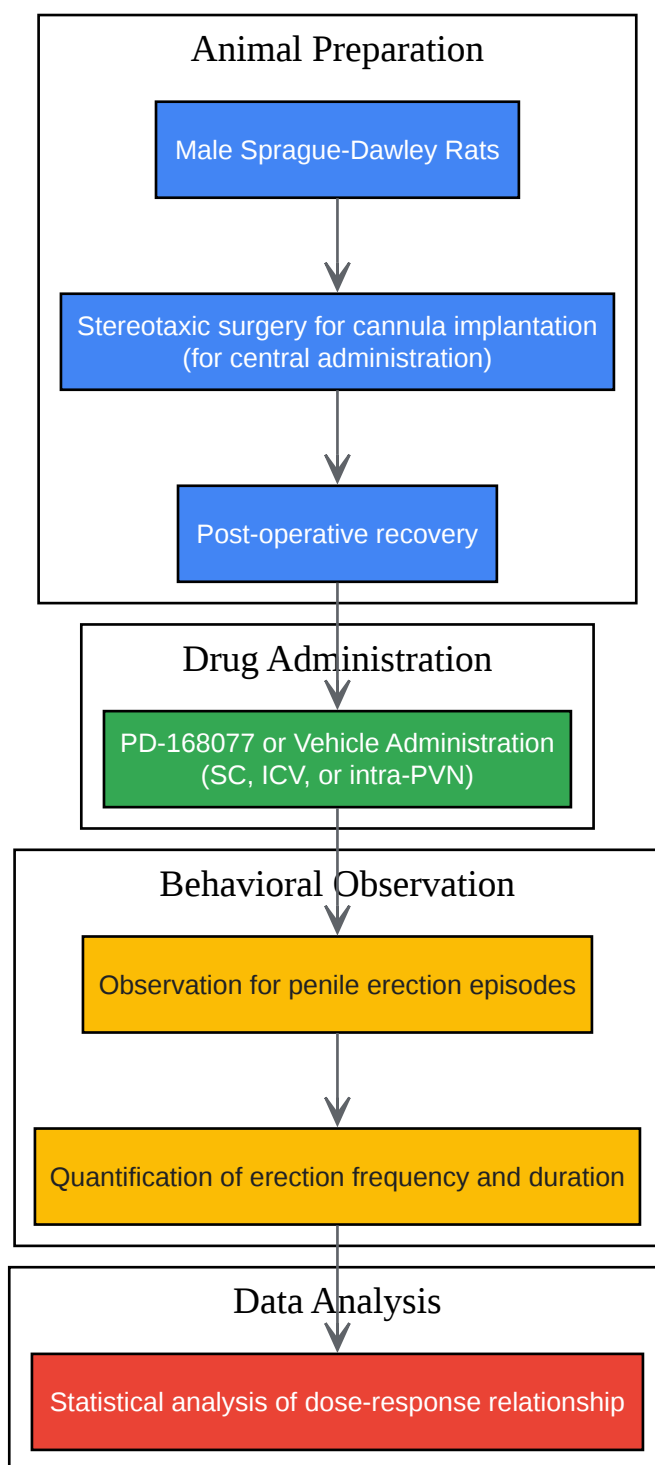 Animal Preparation
Male Sprague-Dawley Rats
Stereotaxic surgery for cannula implantation
(for central administration)
Post-operative recovery
Drug Administration
PD-168077 or Vehicle Administration
(SC, ICV, or intra-PVN)
Behavioral Observation
Observation for penile erection episodes
Quantification of erection frequency and duration
Data Analysis
Statistical analysis of dose-response relationship